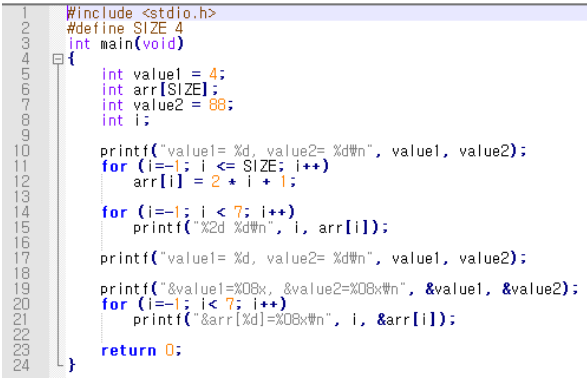 1 #include <stdio.h>
2 #define SIZE 4
3 int main(void)
4 {
5 int value1 = 4;
6 int arr[SIZE];
7 int value2 = 88;
8 int i;
9
10 printf("value1= %d, value2= %d₩n", value1, value2);
11 for (i=-1; i <= SIZE; i++)
12 arr[i] = 2 * i + 1;
13
14 for (i=-1; i < 7; i++)
15 printf("%2d %d₩n", i, arr[i]);
16
17 printf("value1= %d, value2= %d₩n", value1, value2);
18
19 printf("&value1=%08x, &value2=%08x₩n", &value1, &value2);
20 for (i=-1; i< 7; i++)
21 printf("&arr[%d]=%08x₩n", i, &arr[i]);
22
23 return 0;
24 }